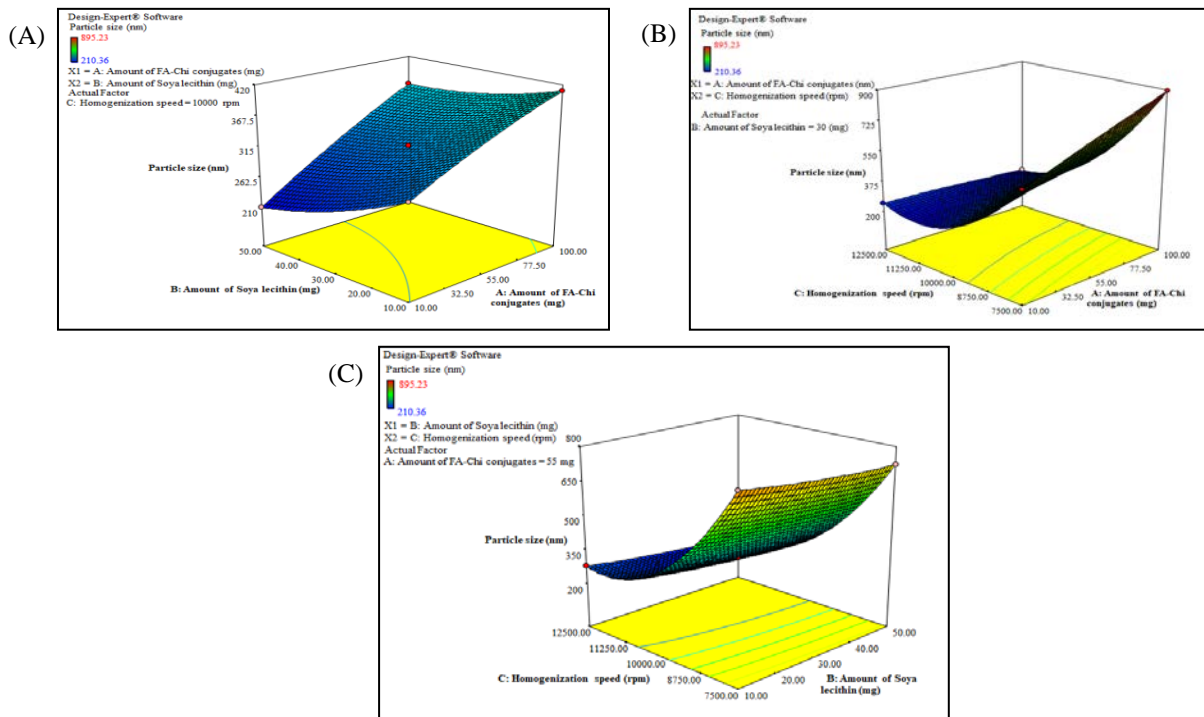 (A)
Design-Expert® Software
Particle size (nm)
895.23
210.36
X1 = A: Amount of FA-Chi conjugates (mg)
X2 = B: Amount of Soya lecithin (mg)
Actual Factor
C: Homogenization speed = 10000 rpm
420
367.5
315
262.5
210
Particle size (nm)
50.00
40.00
30.00
20.00
10.00
B: Amount of Soya lecithin (mg)
10.00
32.50
55.00
77.50
100.00
A: Amount of FA-Chi
conjugates (mg)
(B)
Design-Expert® Software
Particle size (nm)
895.23
210.36
X1 = A: Amount of FA-Chi conjugates (nm)
X2 = C: Homogenization speed (rpm)
Actual Factor
B: Amount of Soya lecithin = 30 (mg)
900
725
550
375
200
Particle size (nm)
12500.00
11250.00
10000.00
8750.00
7500.00
C: Homogenization speed (rpm)
10.00
32.50
55.00
77.50
100.00
A: Amount of FA-Chi
conjugates (mg)
(C)
Design-Expert® Software
Particle size (nm)
895.23
210.36
X1 = B: Amount of Soya lecithin (mg)
X2 = C: Homogenization speed (rpm)
Actual Factor
A: Amount of FA-Chi conjugates = 55 mg
800
650
500
350
200
Particle size (nm)
12500.00
11250.00
10000.00
8750.00
7500.00
C: Homogenization speed (rpm)
10.00
20.00
30.00
40.00
50.00
B: Amount of Soya
lecithin (mg)